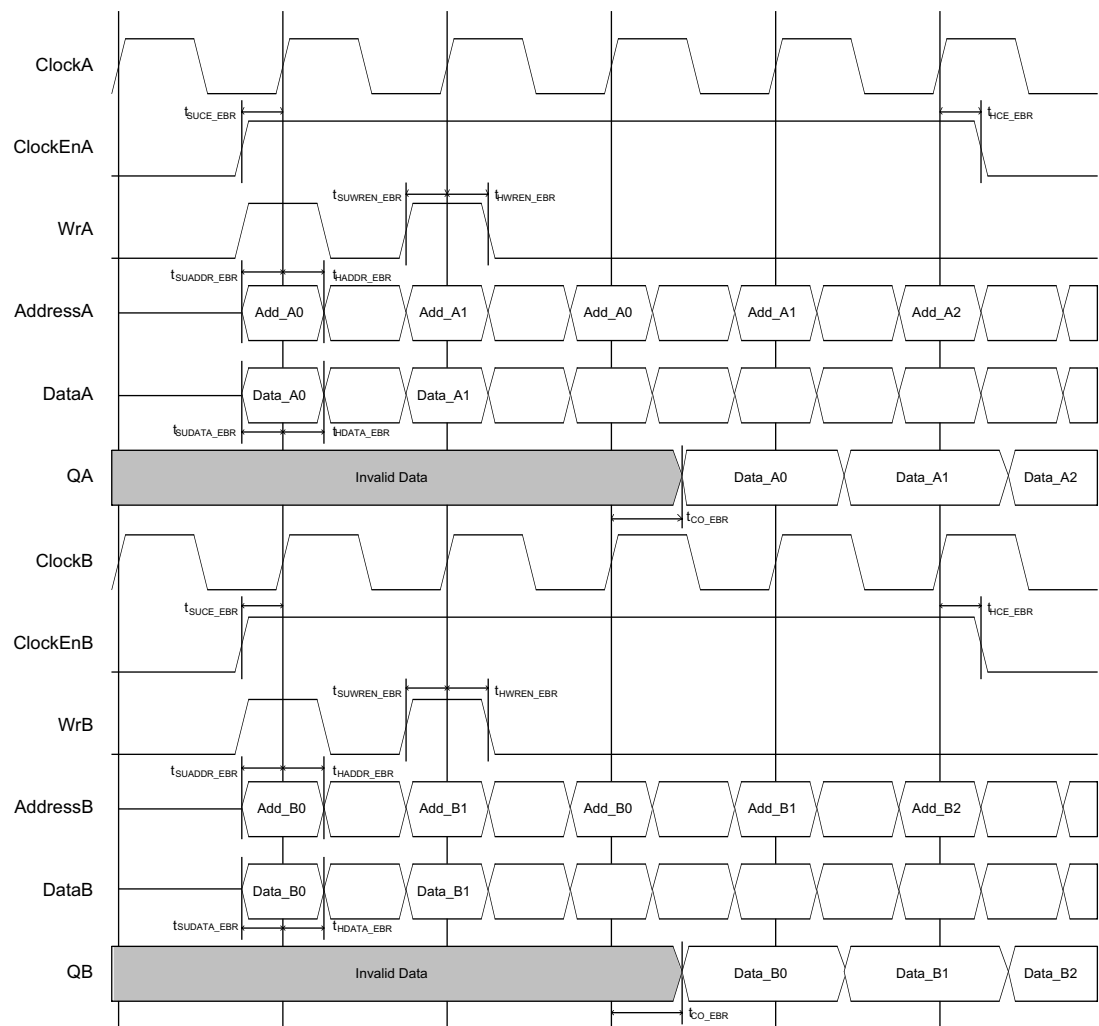 ClockA
tSUCE_EBR tHCE_EBR
ClockEnA
tSUWREN_EBR tHWREN_EBR
WrA
tSUADDR_EBR tHADDR_EBR
AddressA Add_A0 Add_A1 Add_A0 Add_A1 Add_A2
DataA Data_A0 Data_A1
tSUDATA_EBR tHDATA_EBR
QA Invalid Data Data_A0 Data_A1 Data_A2
tCO_EBR
ClockB
tSUCE_EBR tHCE_EBR
ClockEnB
tSUWREN_EBR tHWREN_EBR
WrB
tSUADDR_EBR tHADDR_EBR
AddressB Add_B0 Add_B1 Add_B0 Add_B1 Add_B2
DataB Data_B0 Data_B1
tSUDATA_EBR tHDATA_EBR
QB Invalid Data Data_B0 Data_B1 Data_B2
tCO_EBR